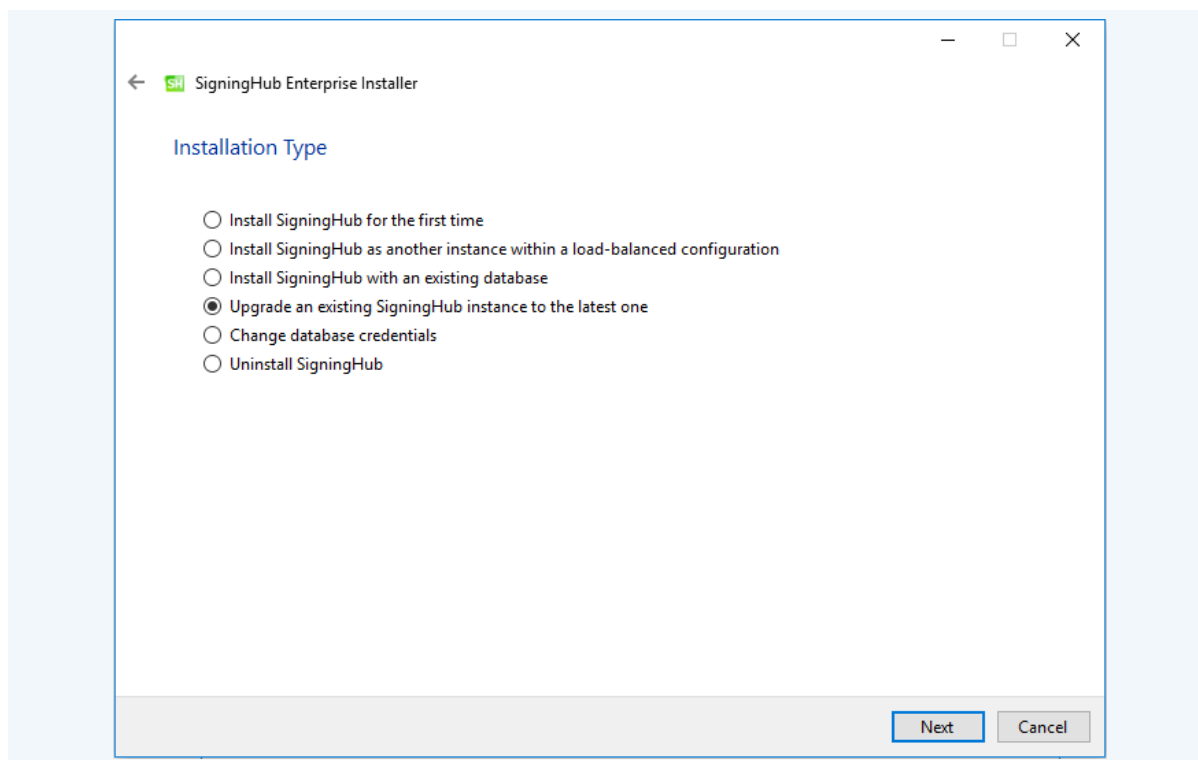 SH SigningHub Enterprise Installer
Installation Type
Install SigningHub for the first time
Install SigningHub as another instance within a load-balanced configuration
Install SigningHub with an existing database
Upgrade an existing SigningHub instance to the latest one
Change database credentials
Uninstall SigningHub
Next Cancel